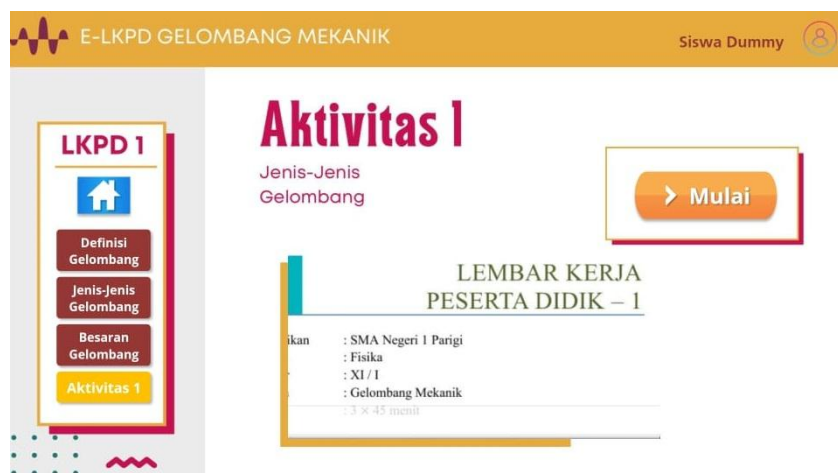 E-LKPD GELOMBANG MEKANIK
Siswa Dummy
LKPD 1
Definisi
Gelombang
Jenis-Jenis
Gelombang
Besaran
Gelombang
Aktivitas 1
Aktivitas 1
Jenis-Jenis
Gelombang
Mulai
LEMBAR KERJA
PESERTA DIDIK – 1
ikan : SMA Negeri 1 Parigi
: Fisika
: XI / I
: Gelombang Mekanik
: 3 × 45 menit